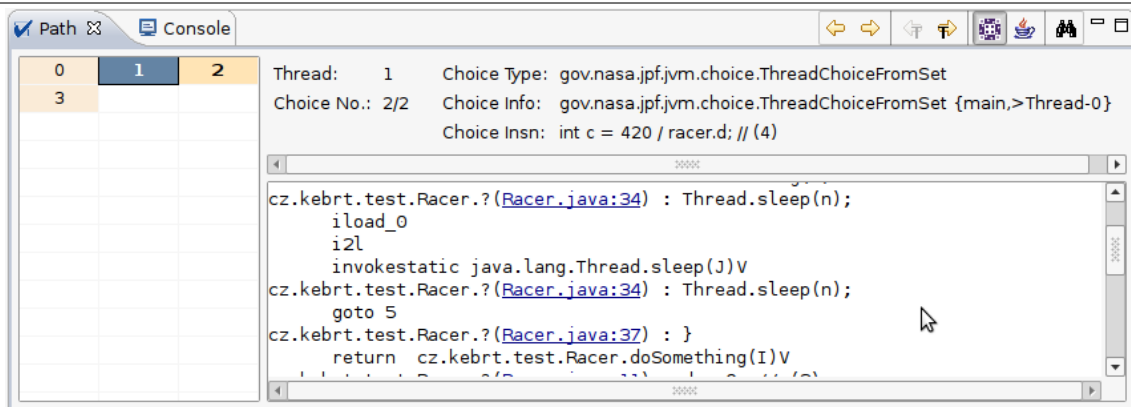 Path Console
0 1 2
3
Thread: 1 Choice Type: gov.nasa.jpf.jvm.choice.ThreadChoiceFromSet
Choice No.: 2/2 Choice Info: gov.nasa.jpf.jvm.choice.ThreadChoiceFromSet {main,>Thread-0}
Choice Insn: int c = 420 / racer.d; // (4)
cz.kebrt.test.Racer.?(Racer.java:34) : Thread.sleep(n);
iload_0
i2l
invokestatic java.lang.Thread.sleep(J)V
cz.kebrt.test.Racer.?(Racer.java:34) : Thread.sleep(n);
goto 5
cz.kebrt.test.Racer.?(Racer.java:37) : }
return cz.kebrt.test.Racer.doSomething(I)V